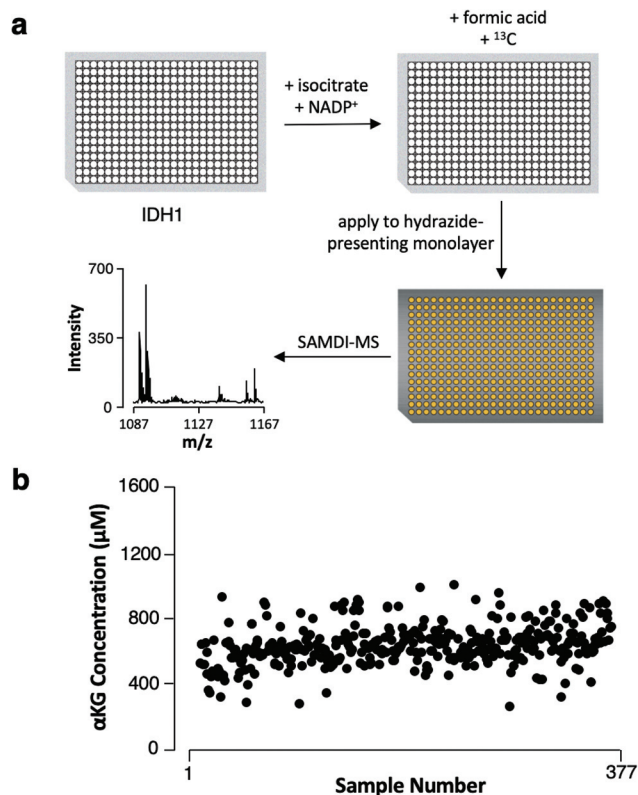 a
+ formic acid
+ ¹³C
+ isocitrate
+ NADP⁺
IDH1
apply to hydrazide-
presenting monolayer
SAMDI-MS
Intensity
700
350
0
1087
1127
1167
m/z
b
αKG Concentration (μM)
1600
1200
800
400
0
1
377
Sample Number